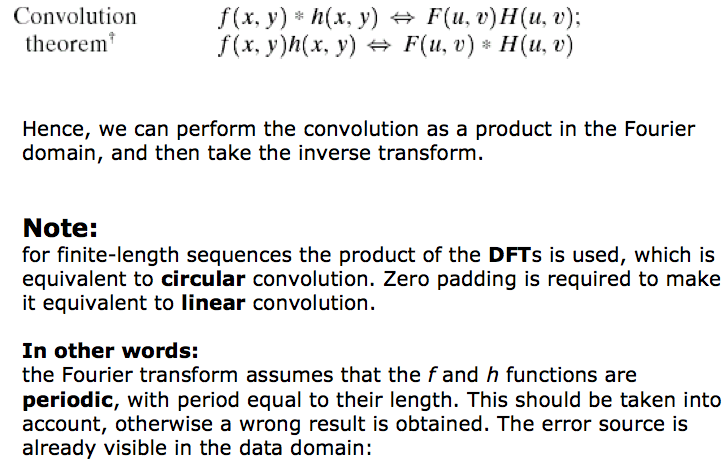 Convolution f(x, y) * h(x, y) ⇔ F(u, v)H(u, v);
theorem† f(x, y)h(x, y) ⇔ F(u, v) * H(u, v)
Hence, we can perform the convolution as a product in the Fourier
domain, and then take the inverse transform.
Note:
for finite-length sequences the product of the DFTs is used, which is
equivalent to circular convolution. Zero padding is required to make
it equivalent to linear convolution.
In other words:
the Fourier transform assumes that the f and h functions are
periodic, with period equal to their length. This should be taken into
account, otherwise a wrong result is obtained. The error source is
already visible in the data domain: